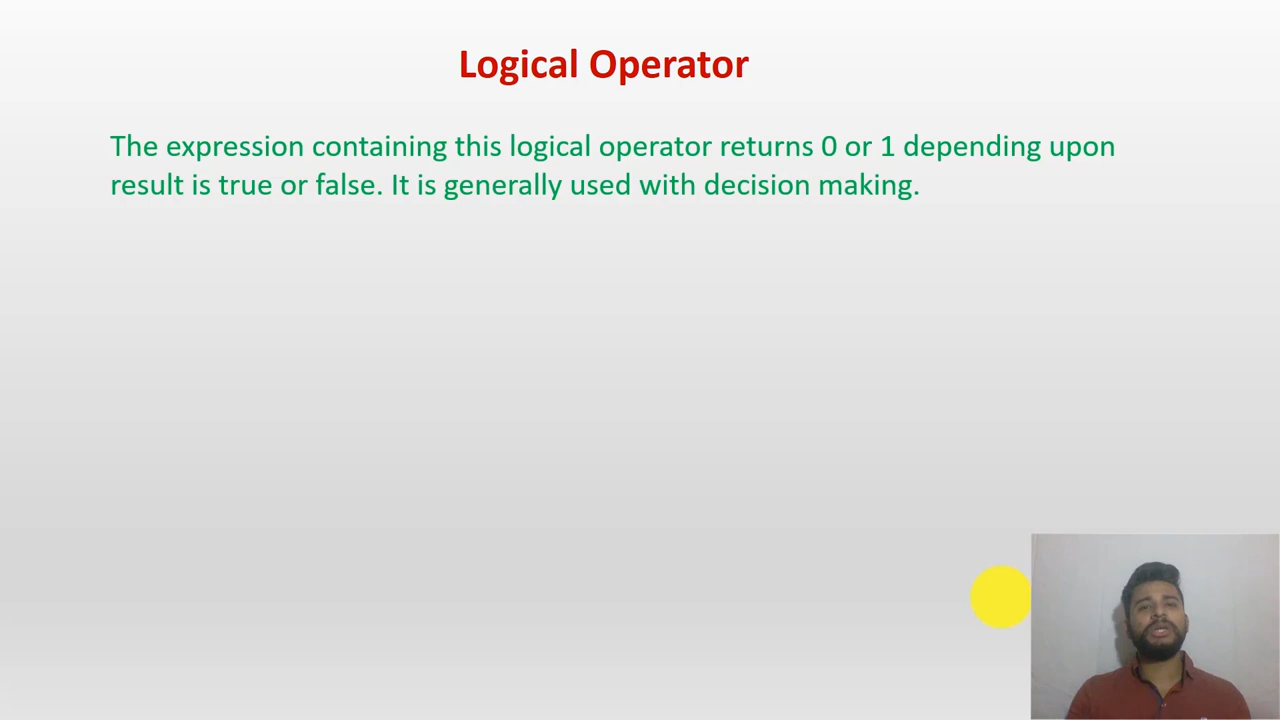 Logical Operator
The expression containing this logical operator returns 0 or 1 depending upon
result is true or false. It is generally used with decision making.